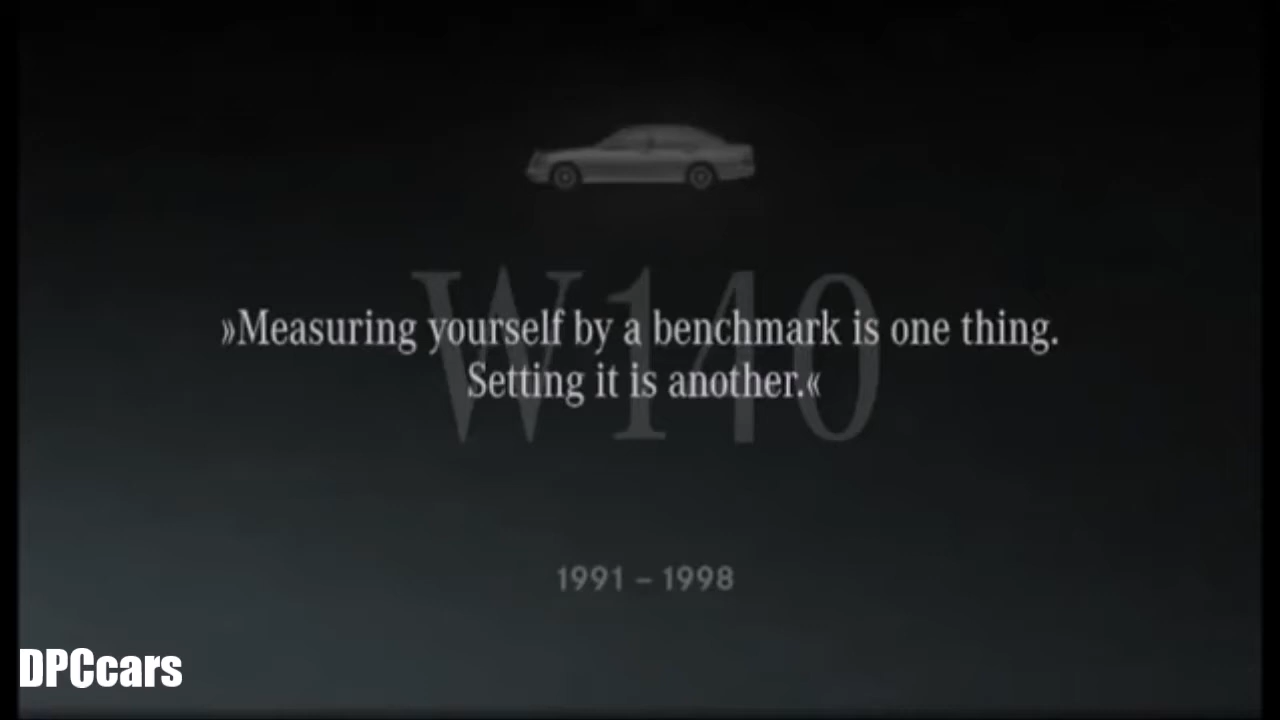 W140
»Measuring yourself by a benchmark is one thing.
Setting it is another.«
1991 – 1998
DPCcars